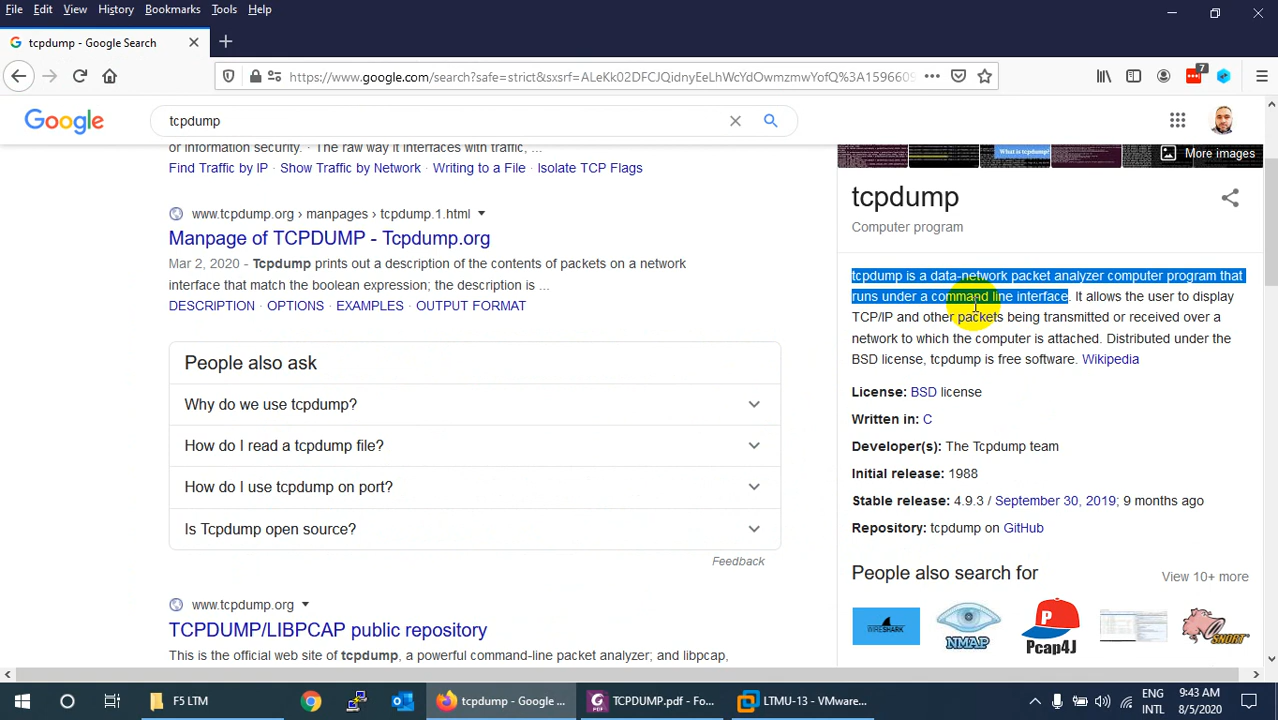 File Edit View History Bookmarks Tools Help
tcpdump - Google Search
https://www.google.com/search?safe=strict&sxsrf=ALeKk02DFCJQidnyEeLhWcYdOwmzmwYofQ%3A1596609
7
Google
tcpdump
or information security. · The raw way it interfaces with traffic, ...
Find Traffic by IP · Show Traffic by Network · Writing to a File · Isolate TCP Flags
www.tcpdump.org › manpages › tcpdump.1.html
Manpage of TCPDUMP - Tcpdump.org
Mar 2, 2020 - Tcpdump prints out a description of the contents of packets on a network
interface that match the boolean expression; the description is ...
DESCRIPTION · OPTIONS · EXAMPLES · OUTPUT FORMAT
People also ask
Why do we use tcpdump?
How do I read a tcpdump file?
How do I use tcpdump on port?
Is Tcpdump open source?
Feedback
www.tcpdump.org
TCPDUMP/LIBPCAP public repository
This is the official web site of tcpdump, a powerful command-line packet analyzer; and libpcap,
What is tcpdump?
More images
tcpdump
Computer program
tcpdump is a data-network packet analyzer computer program that
runs under a command line interface. It allows the user to display
TCP/IP and other packets being transmitted or received over a
network to which the computer is attached. Distributed under the
BSD license, tcpdump is free software. Wikipedia
License: BSD license
Written in: C
Developer(s): The Tcpdump team
Initial release: 1988
Stable release: 4.9.3 / September 30, 2019; 9 months ago
Repository: tcpdump on GitHub
People also search for
View 10+ more
WIRESHARK
NMAP
Pcap4J
SNORT
F5 LTM
tcpdump - Google ...
TCPDUMP.pdf - Fo...
LTMU-13 - VMware...
ENG
INTL
9:43 AM
8/5/2020